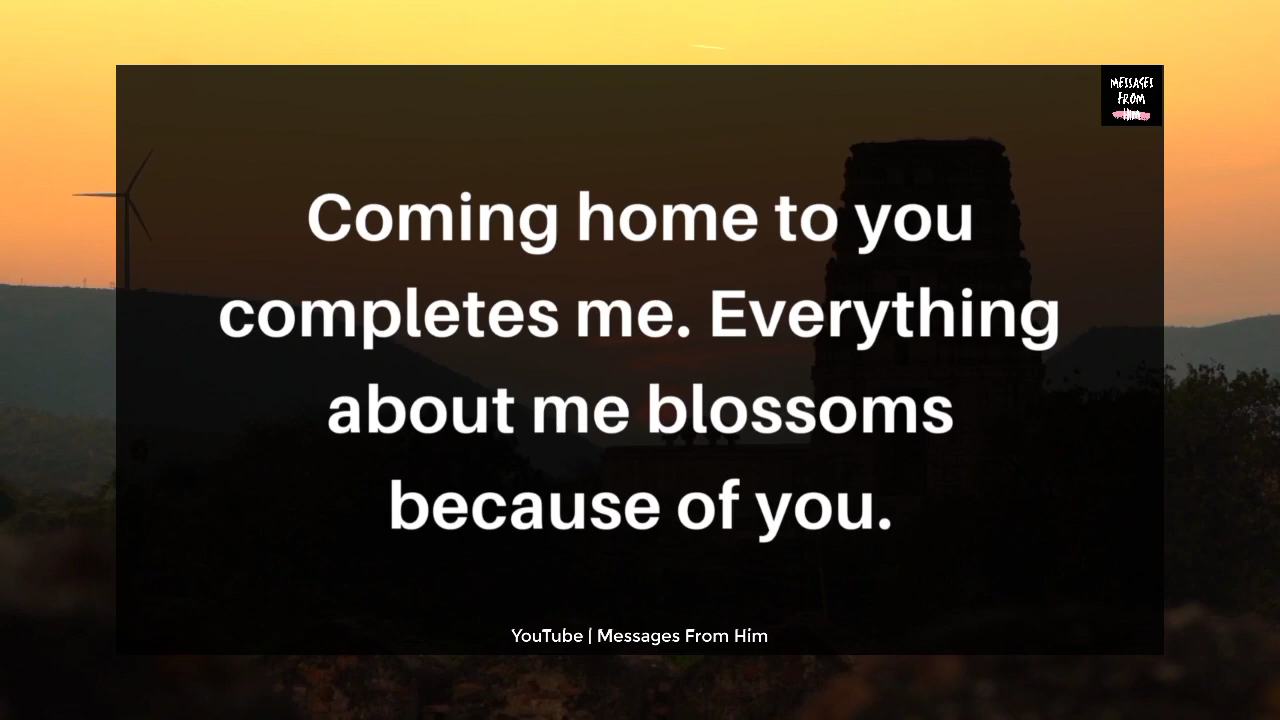 MESSAGES
FROM
Him
Coming home to you
completes me. Everything
about me blossoms
because of you.
YouTube | Messages From Him